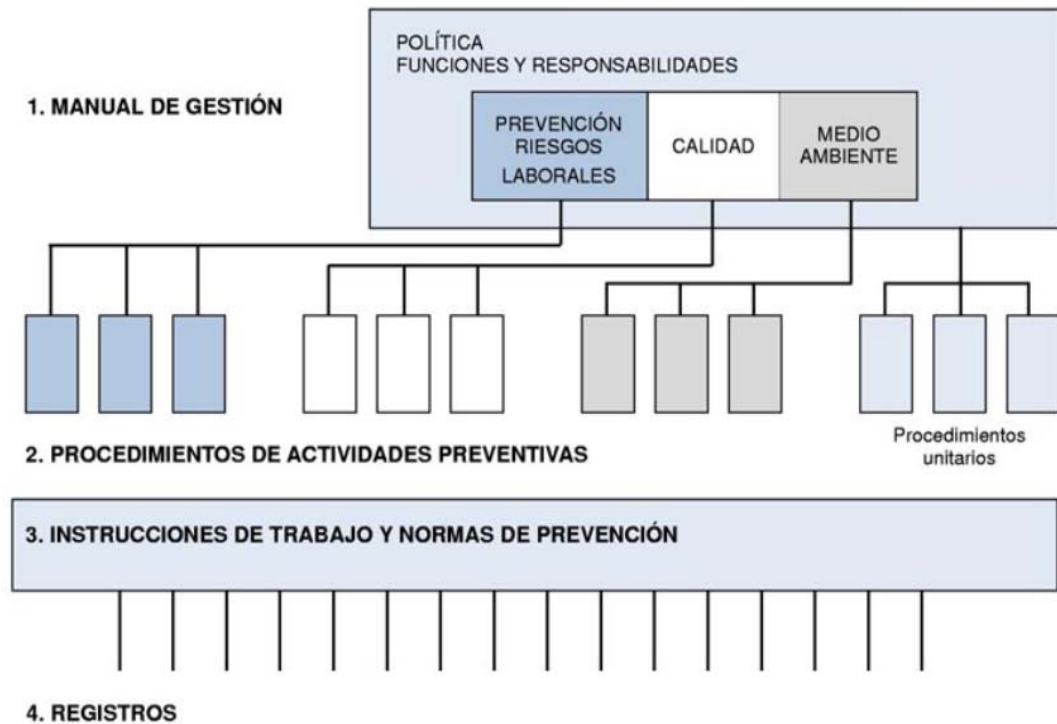 POLÍTICA
FUNCIONES Y RESPONSABILIDADES
1. MANUAL DE GESTIÓN
PREVENCIÓN
RIESGOS
LABORALES
CALIDAD
MEDIO
AMBIENTE
2. PROCEDIMIENTOS DE ACTIVIDADES PREVENTIVAS
Procedimientos
unitarios
3. INSTRUCCIONES DE TRABAJO Y NORMAS DE PREVENCIÓN
4. REGISTROS